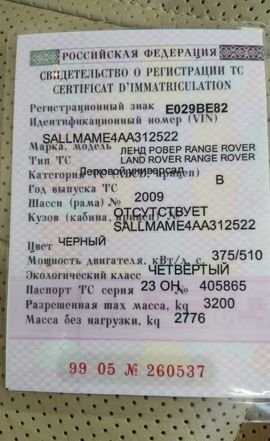 РОССИЙСКАЯ ФЕДЕРАЦИЯ
СВИДЕТЕЛЬСТВО О РЕГИСТРАЦИИ ТС
CERTIFICAT D'IMMATRICULATION
Регистрационный знак Е029ВЕ82
Идентификационный номер (VIN)
SALLMAME4AA312522
Марка, модель ЛЕНД РОВЕР RANGE ROVER
Тип ТС LAND ROVER RANGE ROVER
Легковой универсал
Категория ТС (ABCD, прицеп) B
Год выпуска ТС 2009
Шасси (рама) №
ОТСУТСТВУЕТ
Кузов (кабина, прицеп) № SALLMAME4AA312522
Цвет ЧЕРНЫЙ
Мощность двигателя, кВт/л. с. 375/510
Экологический класс ЧЕТВЕРТЫЙ
Паспорт ТС серия 23 ОН № 405865
Разрешенная max масса, kg 3200
Масса без нагрузки, kg 2776
99 05 № 260537